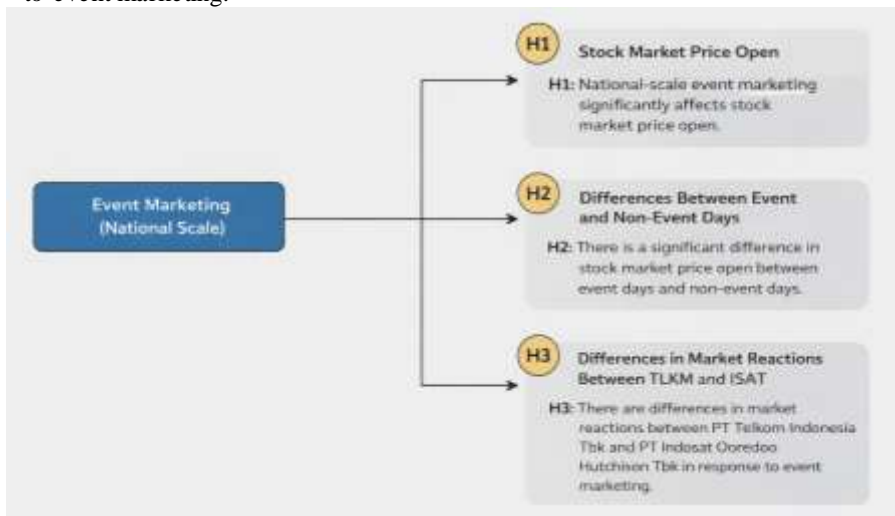 to event marketing.
H1
Stock Market Price Open
H1: National-scale event marketing
significantly affects stock
market price open.
Event Marketing
(National Scale)
H2
Differences Between Event
and Non-Event Days
H2: There is a significant difference in
stock market price open between
event days and non-event days.
H3
Differences in Market Reactions
Between TLKM and ISAT
H3: There are differences in market
reactions between PT Telkom Indonesia
Tbk and PT Indosat Ooredoo
Hutchison Tbk in response to event
marketing.